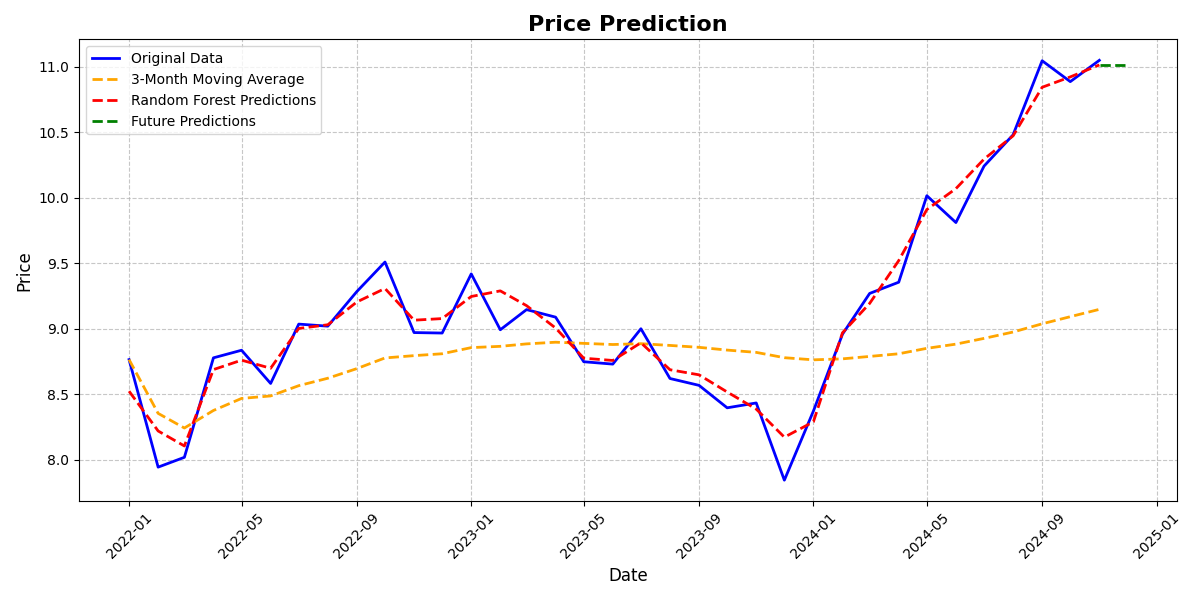 Price Prediction
Original Data
3-Month Moving Average
Random Forest Predictions
Future Predictions
Price
11.0
10.5
10.0
9.5
9.0
8.5
8.0
2022-01
2022-05
2022-09
2023-01
2023-05
2023-09
2024-01
2024-05
2024-09
2025-01
Date